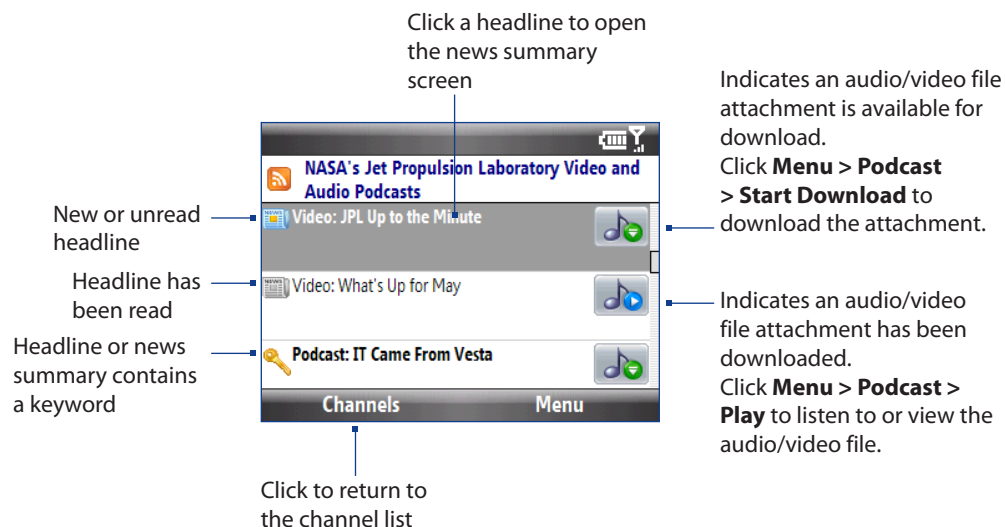 Click a headline to open
the news summary
screen
Indicates an audio/video file
attachment is available for
download.
Click Menu > Podcast
> Start Download to
download the attachment.
NASA's Jet Propulsion Laboratory Video and
Audio Podcasts
New or unread
headline
Video: JPL Up to the Minute
Headline has
been read
Video: What's Up for May
Indicates an audio/video
file attachment has been
downloaded.
Click Menu > Podcast >
Play to listen to or view the
audio/video file.
Headline or news
summary contains
a keyword
Podcast: IT Came From Vesta
Channels
Menu
Click to return to
the channel list